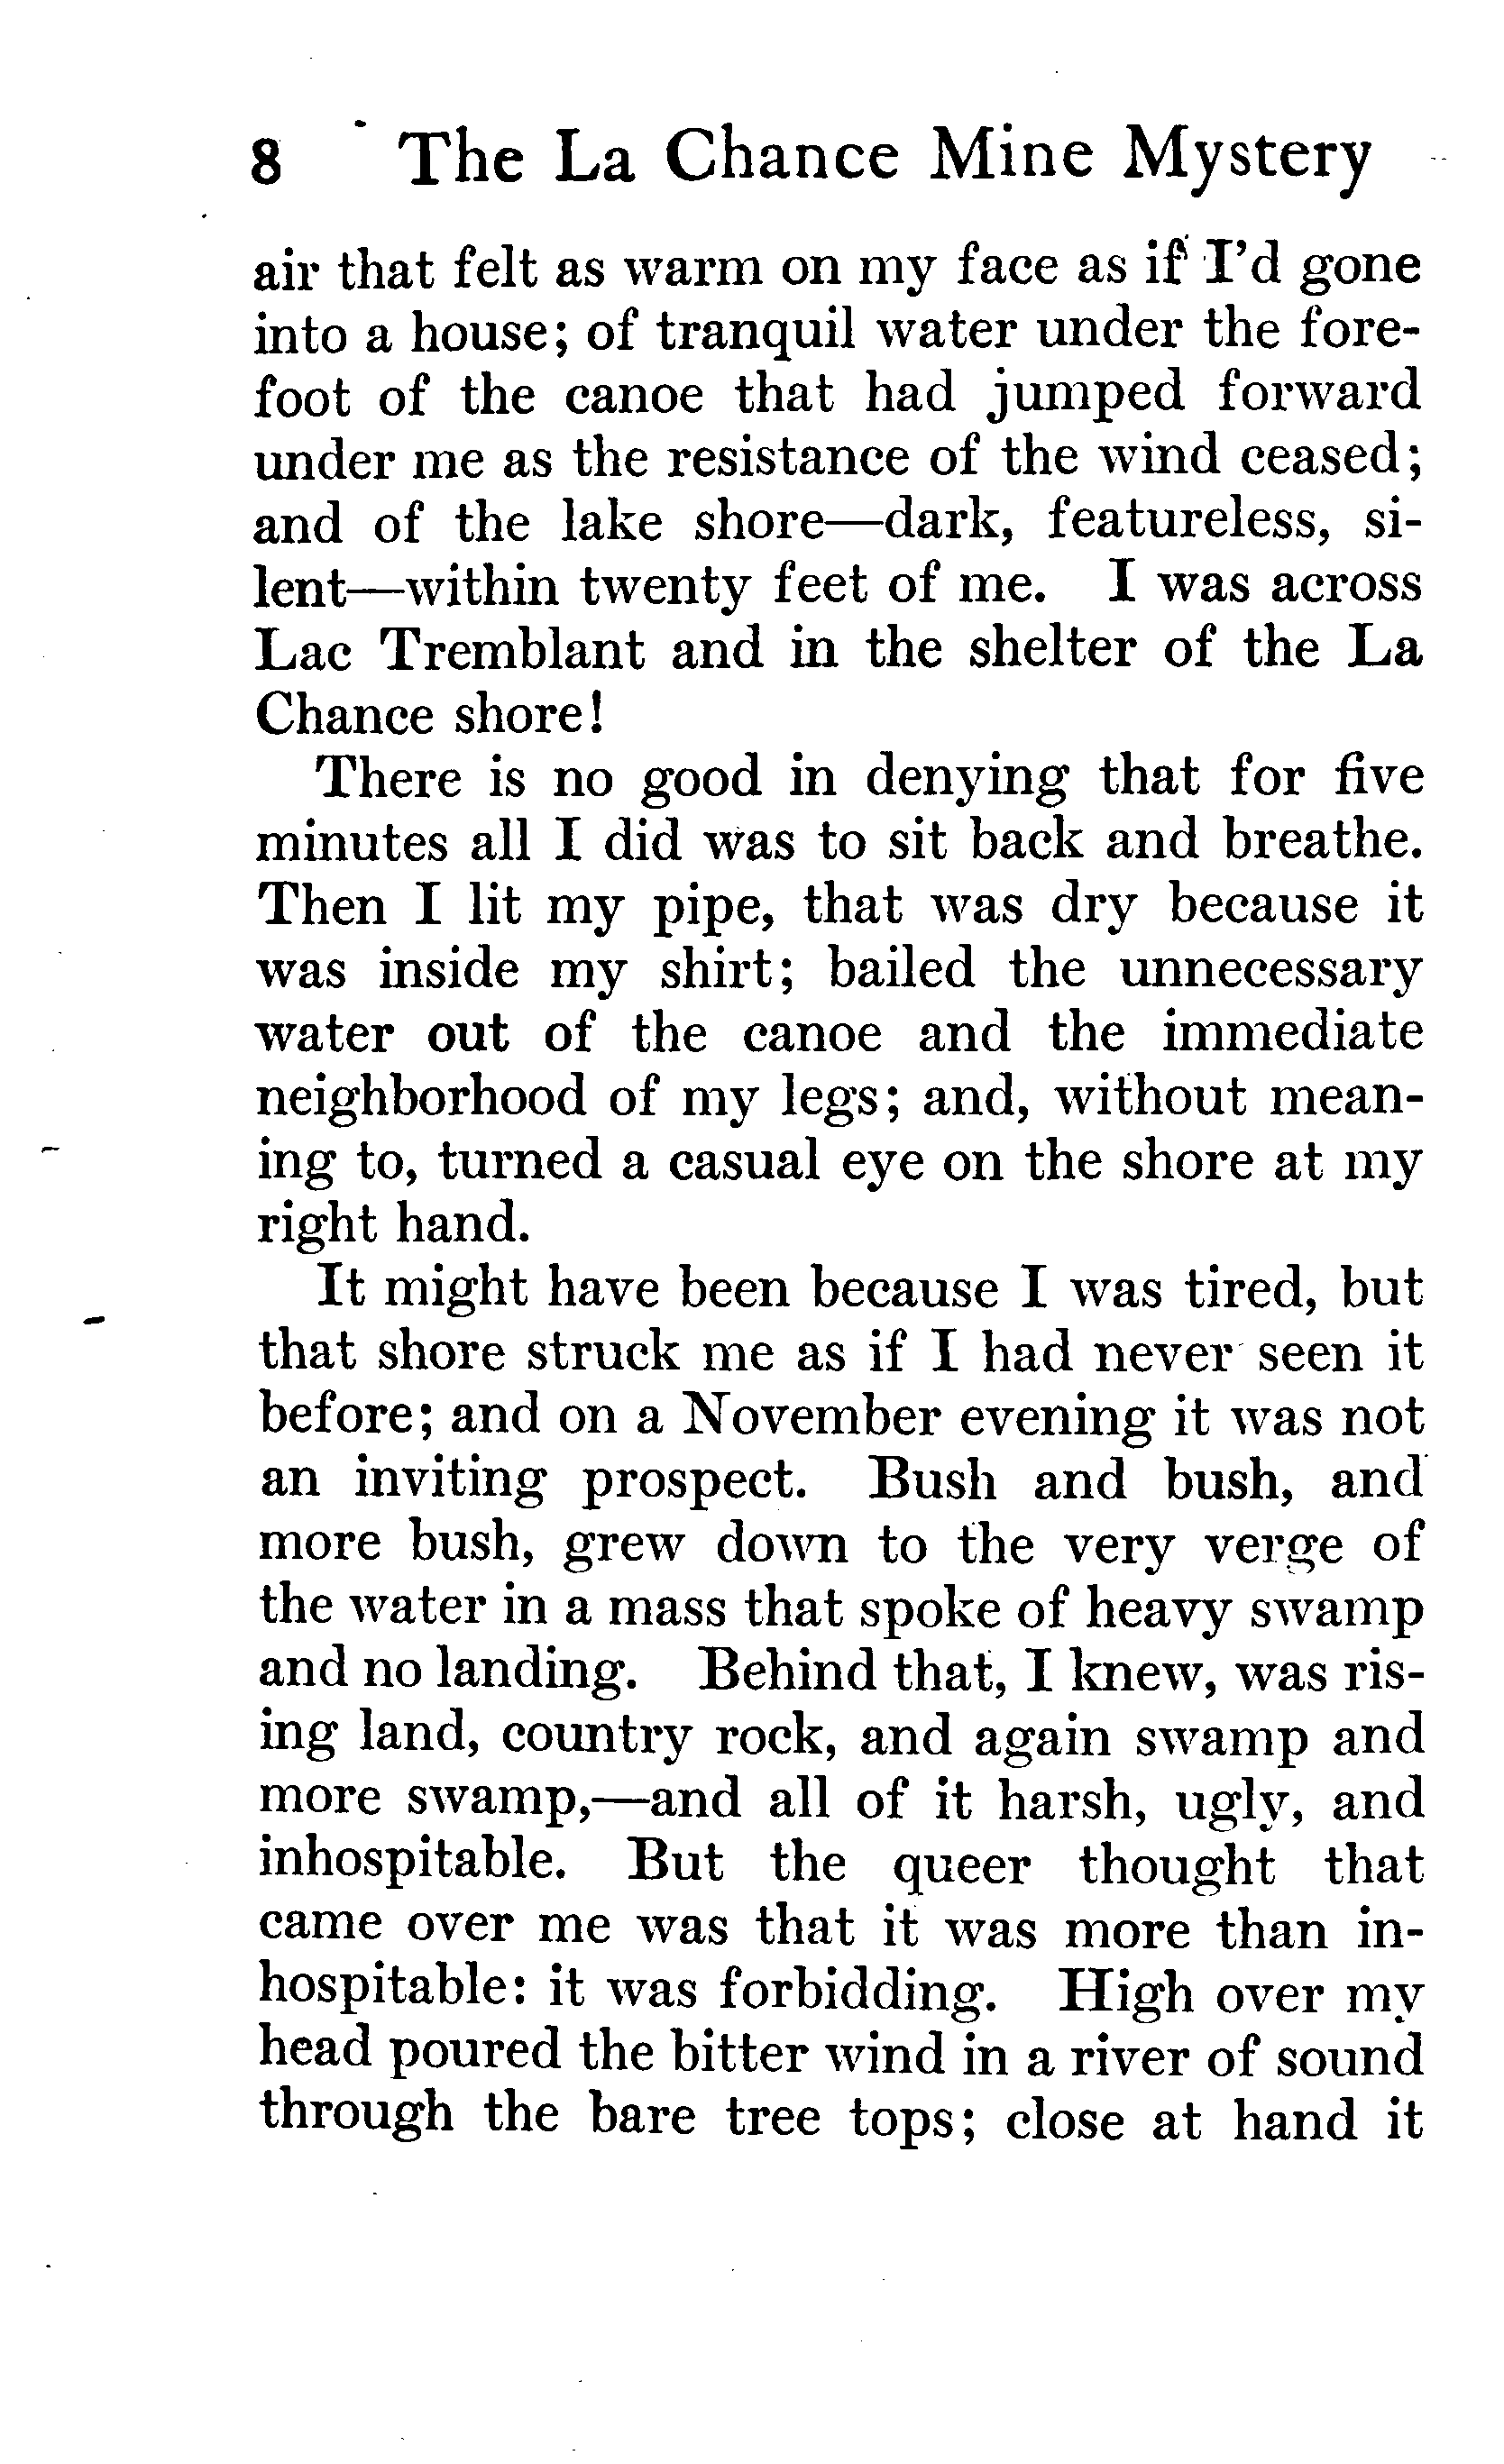 8 The La Chance Mine Mystery
air that felt as warm on my face as if I'd gone
into a house; of tranquil water under the fore-
foot of the canoe that had jumped forward
under me as the resistance of the wind ceased;
and of the lake shore—dark, featureless, si-
lent—within twenty feet of me. I was across
Lac Tremblant and in the shelter of the La
Chance shore!
There is no good in denying that for five
minutes all I did was to sit back and breathe.
Then I lit my pipe, that was dry because it
was inside my shirt; bailed the unnecessary
water out of the canoe and the immediate
neighborhood of my legs; and, without mean-
ing to, turned a casual eye on the shore at my
right hand.
It might have been because I was tired, but
that shore struck me as if I had never seen it
before; and on a November evening it was not
an inviting prospect. Bush and bush, and
more bush, grew down to the very verge of
the water in a mass that spoke of heavy swamp
and no landing. Behind that, I knew, was ris-
ing land, country rock, and again swamp and
more swamp,—and all of it harsh, ugly, and
inhospitable. But the queer thought that
came over me was that it was more than in-
hospitable: it was forbidding. High over my
head poured the bitter wind in a river of sound
through the bare tree tops; close at hand it